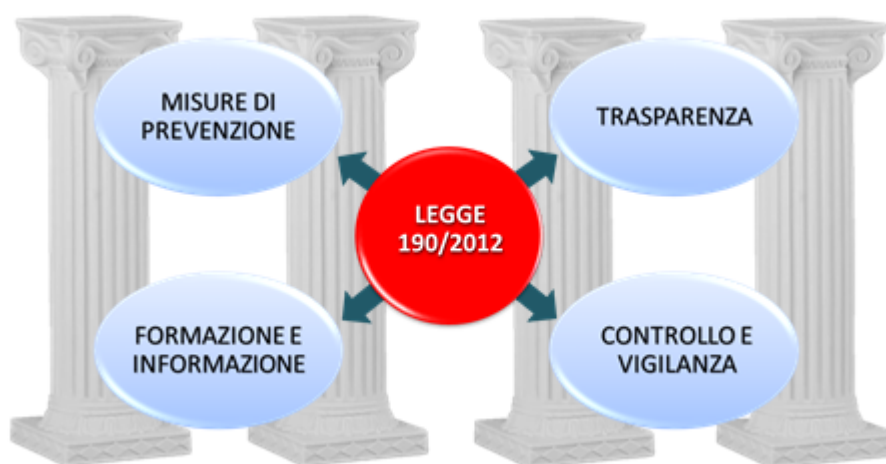 MISURE DI
PREVENZIONE
TRASPARENZA
LEGGE
190/2012
FORMAZIONE E
INFORMAZIONE
CONTROLLO E
VIGILANZA